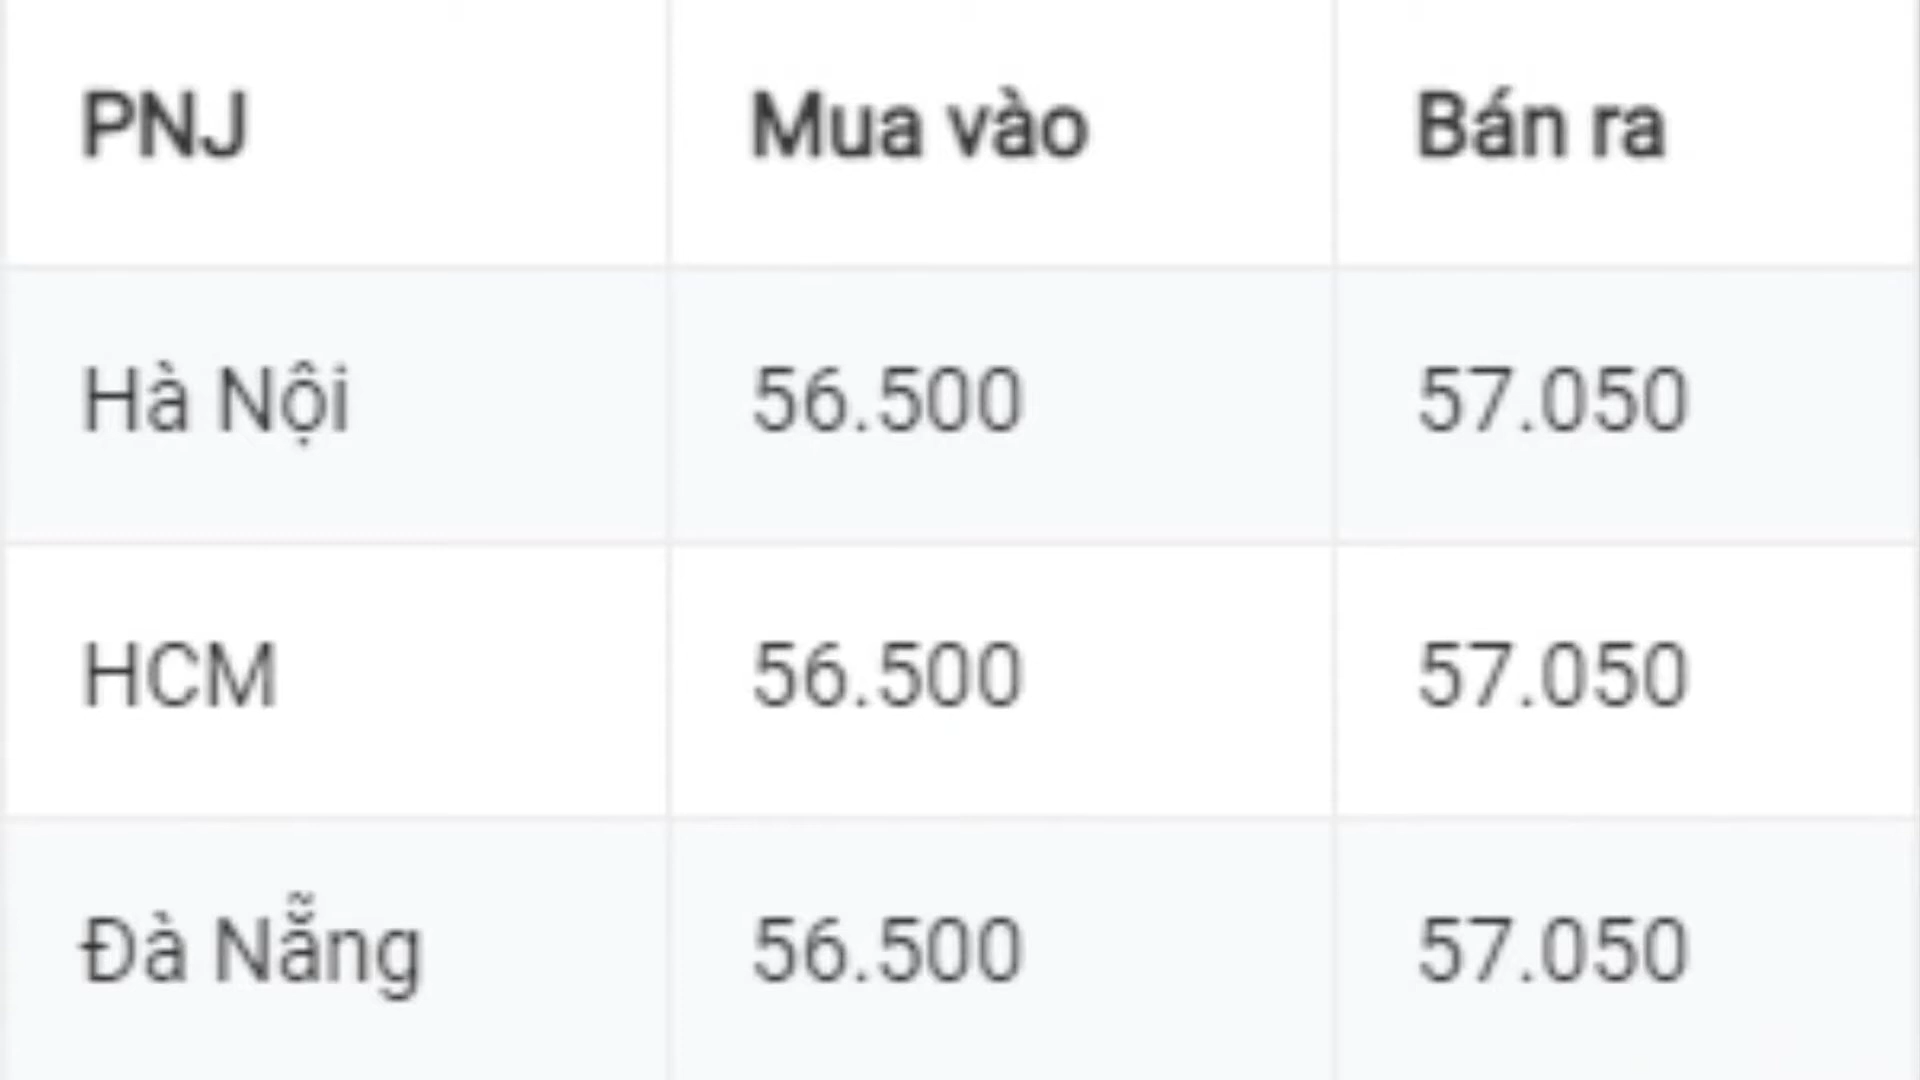 PNJ Mua vào Bán ra
Hà Nội 56.500 57.050
HCM 56.500 57.050
Đà Nẵng 56.500 57.050